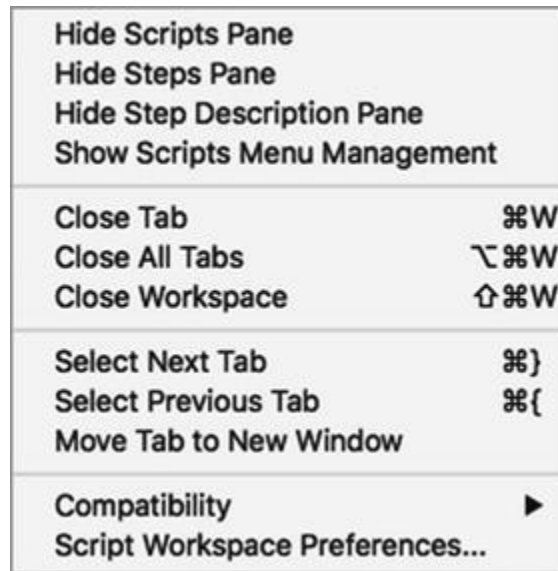 Hide Scripts Pane
Hide Steps Pane
Hide Step Description Pane
Show Scripts Menu Management
Close Tab ⌘W
Close All Tabs ⌥⌘W
Close Workspace ⇧⌘W
Select Next Tab ⌘}
Select Previous Tab ⌘{
Move Tab to New Window
Compatibility ▶
Script Workspace Preferences...